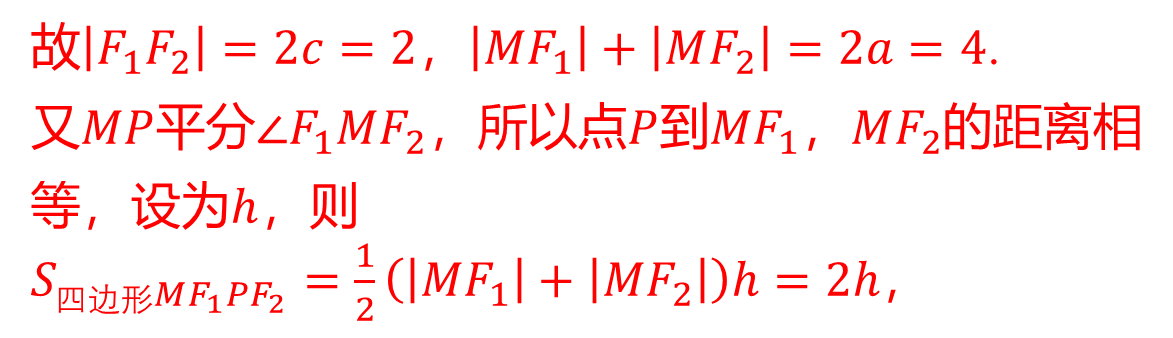 故|F₁F₂| = 2c = 2，|MF₁| + |MF₂| = 2a = 4.
又MP平分∠F₁MF₂，所以点P到MF₁，MF₂的距离相
等，设为h，则
S四边形MF₁PF₂ = 1/2 (|MF₁| + |MF₂|)h = 2h，